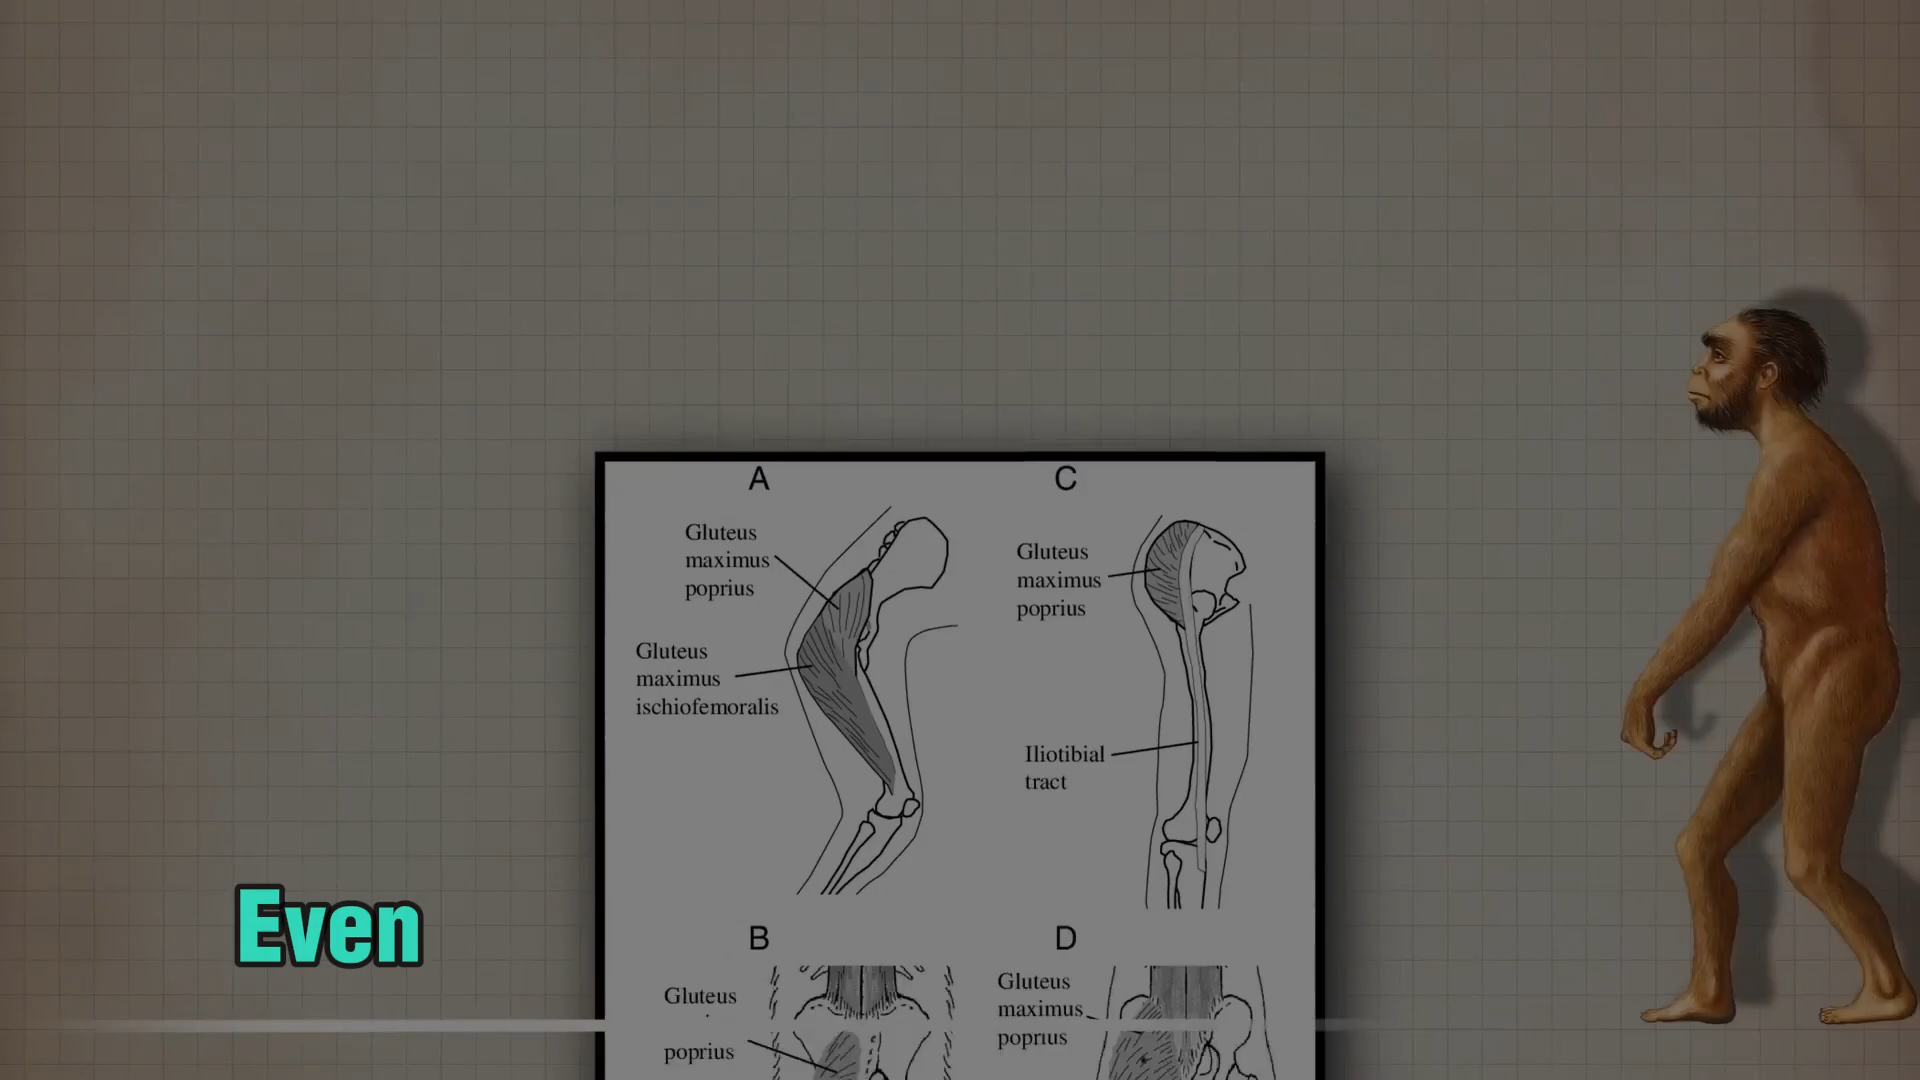 A
Gluteus
maximus
poprius
Gluteus
maximus
ischiofemoralis
C
Gluteus
maximus
poprius
Iliotibial
tract
B
Gluteus
poprius
D
Gluteus
maximus
poprius
Even